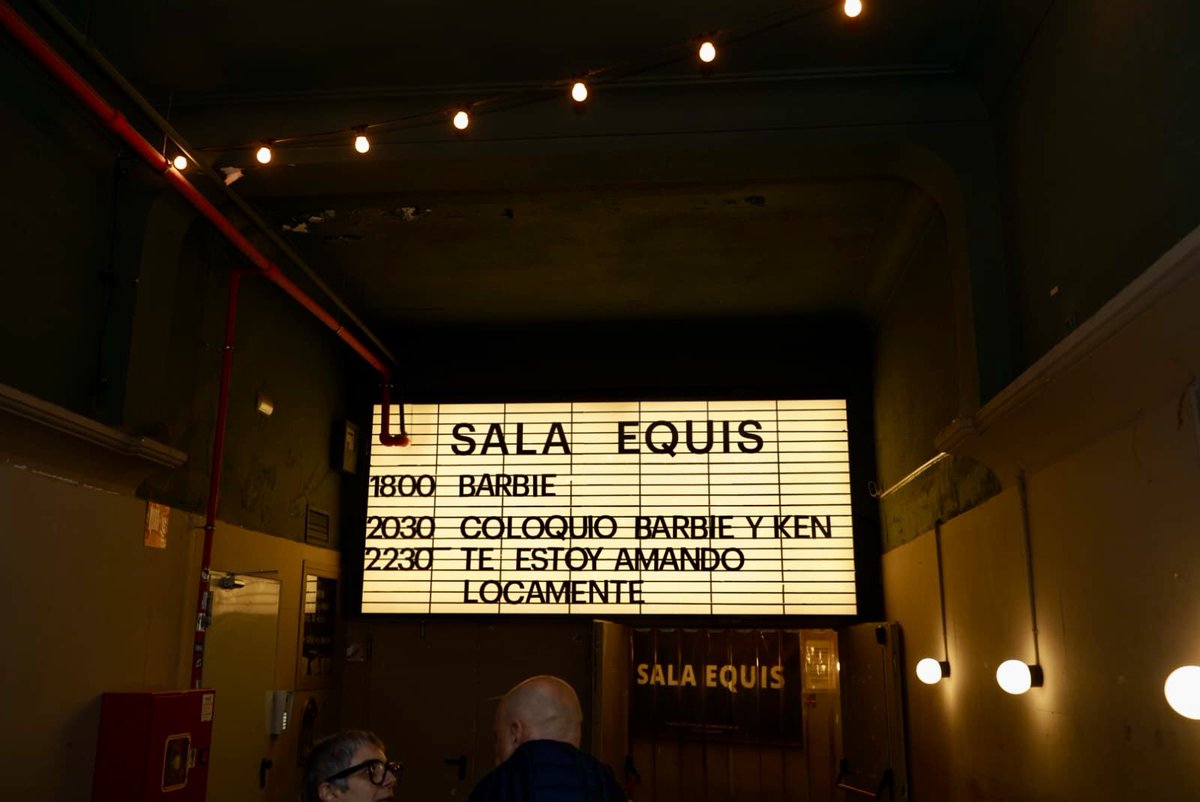 SALA EQUIS
1800 BARBIE
2030 COLOQUIO BARBIE Y KEN
2230 TE ESTOY AMANDO
LOCAMENTE
SALA EQUIS